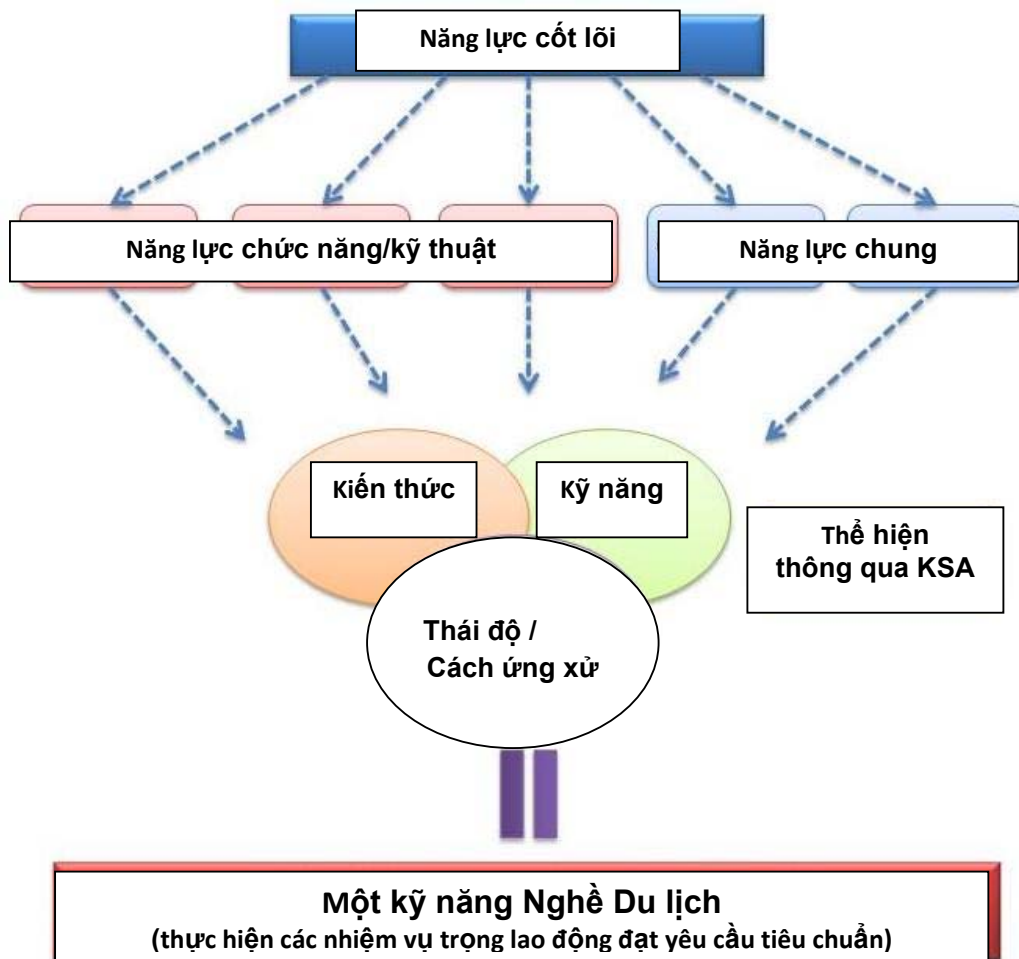 Năng lực cốt lõi
Năng lực chức năng/kỹ thuật
Năng lực chung
Kiến thức
Kỹ năng
Thể hiện
thông qua KSA
Thái độ /
Cách ứng xử
Một kỹ năng Nghề Du lịch
(thực hiện các nhiệm vụ trọng lao động đạt yêu cầu tiêu chuẩn)